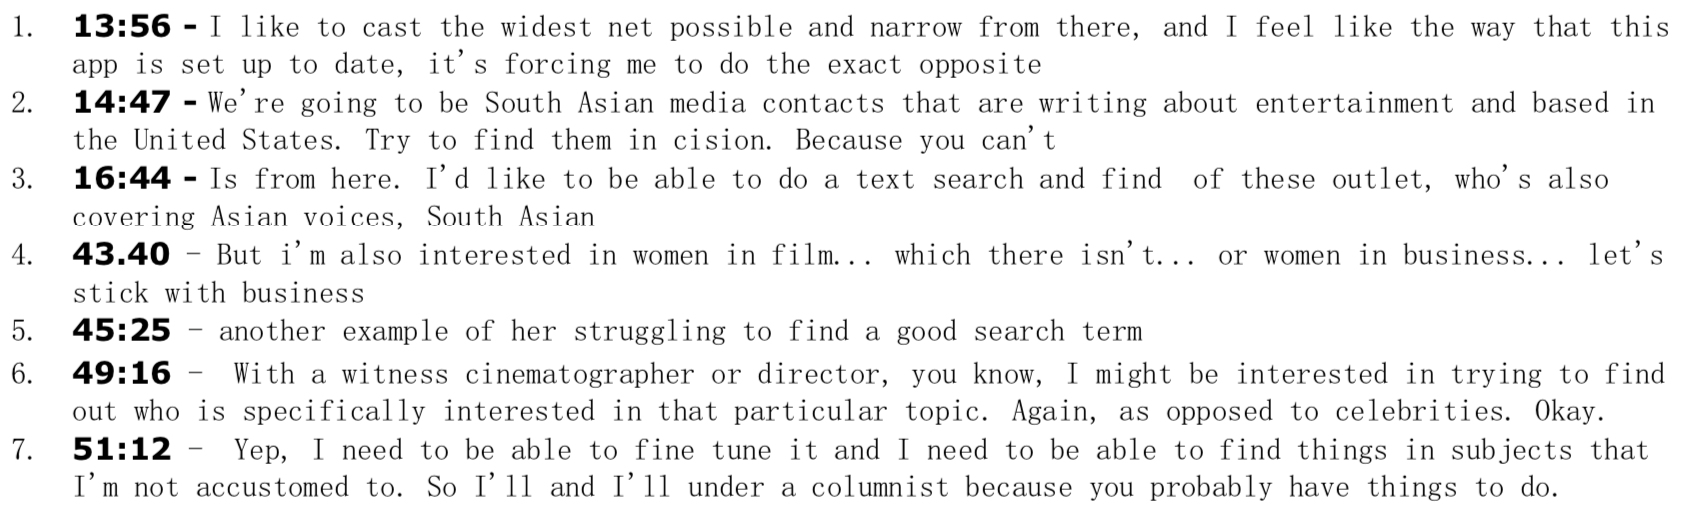 1. 13:56 - I like to cast the widest net possible and narrow from there, and I feel like the way that this
app is set up to date, it's forcing me to do the exact opposite
2. 14:47 - We're going to be South Asian media contacts that are writing about entertainment and based in
the United States. Try to find them in cision. Because you can't
3. 16:44 - Is from here. I'd like to be able to do a text search and find  of these outlet, who's also
covering Asian voices, South Asian
4. 43.40 – But i'm also interested in women in film... which there isn't... or women in business... let's
stick with business
5. 45:25 – another example of her struggling to find a good search term
6. 49:16 –  With a witness cinematographer or director, you know, I might be interested in trying to find
out who is specifically interested in that particular topic. Again, as opposed to celebrities. Okay.
7. 51:12 –  Yep, I need to be able to fine tune it and I need to be able to find things in subjects that
I'm not accustomed to. So I'll and I'll under a columnist because you probably have things to do.